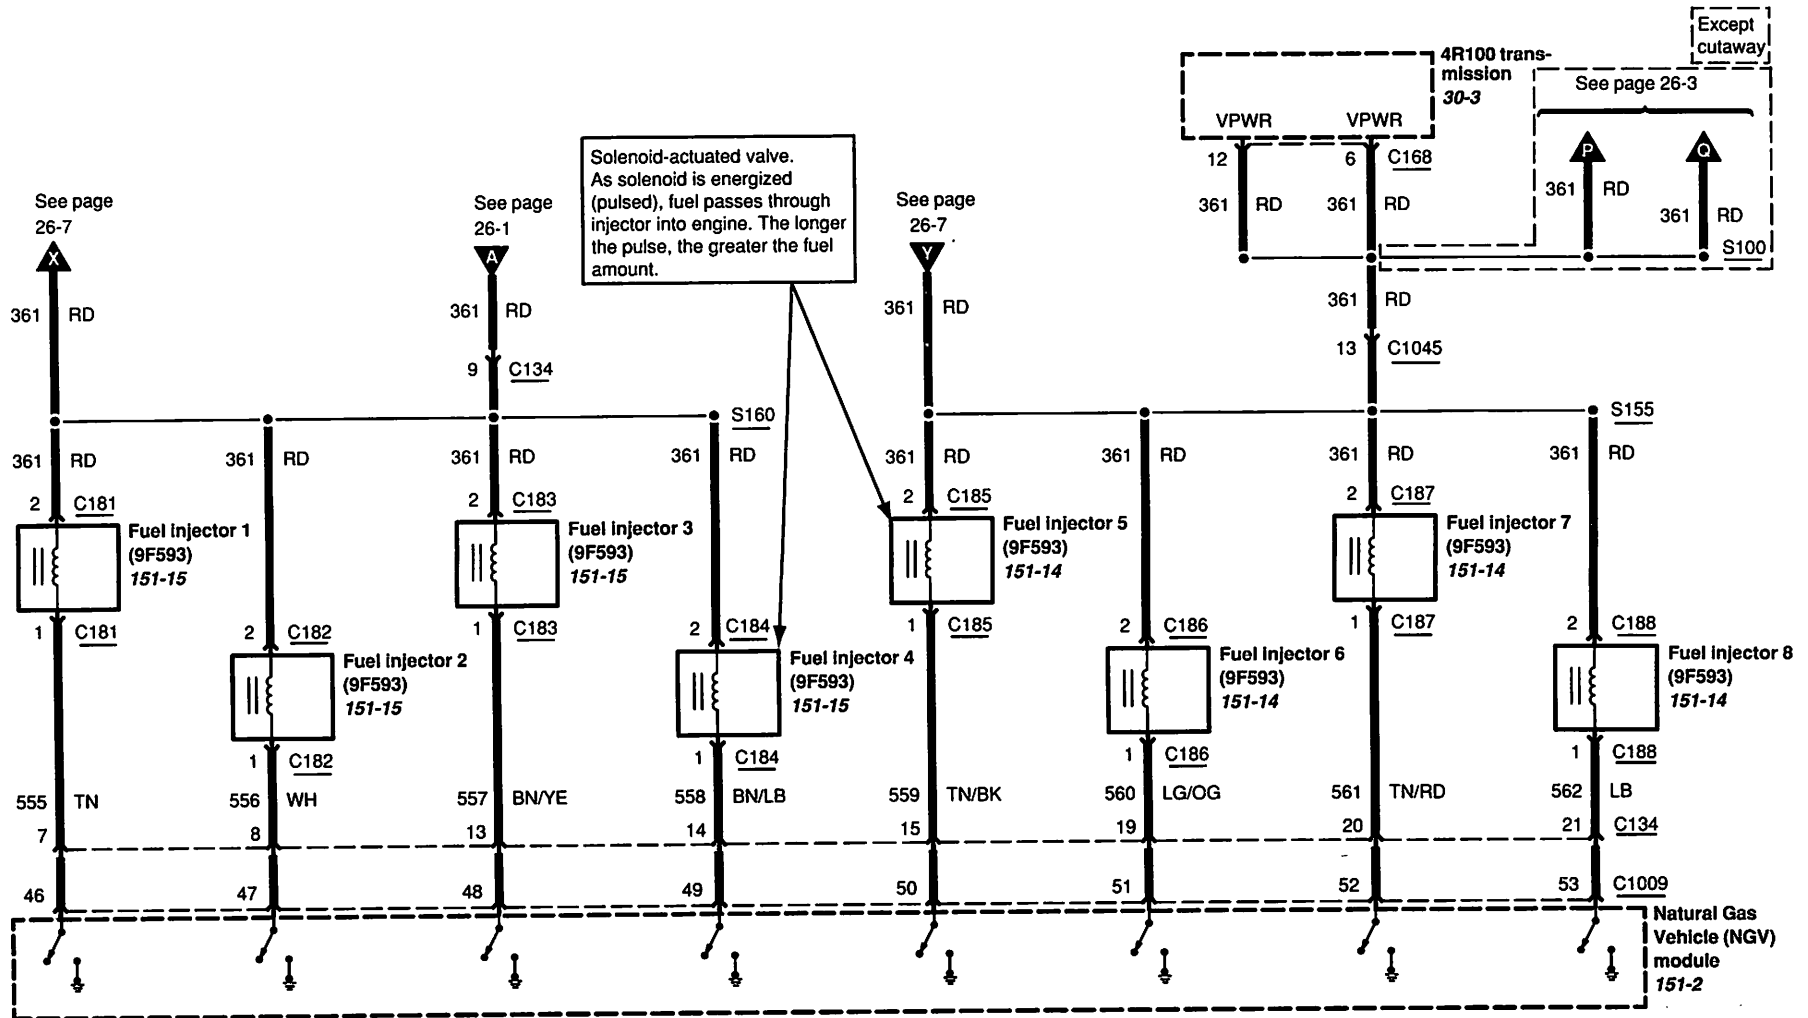 Except
cutaway
4R100 trans-
mission
30-3
See page 26-3
VPWR VPWR
12 6 C168
P Q
361 RD 361 RD 361 RD 361 RD
S100
Solenoid-actuated valve.
As solenoid is energized
(pulsed), fuel passes through
injector into engine. The longer
the pulse, the greater the fuel
amount.
See page
26-7
X
See page
26-1
A
See page
26-7
Y
361 RD 361 RD 361 RD 361 RD
9 C134 13 C1045
S160 S155
361 RD 361 RD 361 RD 361 RD 361 RD 361 RD 361 RD 361 RD
2 C181 2 C183 2 C185 2 C187
Fuel injector 1
(9F593)
151-15
Fuel injector 3
(9F593)
151-15
Fuel injector 5
(9F593)
151-14
Fuel injector 7
(9F593)
151-14
1 C181 1 C183 1 C185 1 C187
2 C182 2 C184 2 C186 2 C188
Fuel injector 2
(9F593)
151-15
Fuel injector 4
(9F593)
151-15
Fuel injector 6
(9F593)
151-14
Fuel injector 8
(9F593)
151-14
1 C182 1 C184 1 C186 1 C188
555 TN 556 WH 557 BN/YE 558 BN/LB 559 TN/BK 560 LG/OG 561 TN/RD 562 LB
7 8 13 14 15 19 20 21 C134
46 47 48 49 50 51 52 53 C1009
Natural Gas
Vehicle (NGV)
module
151-2